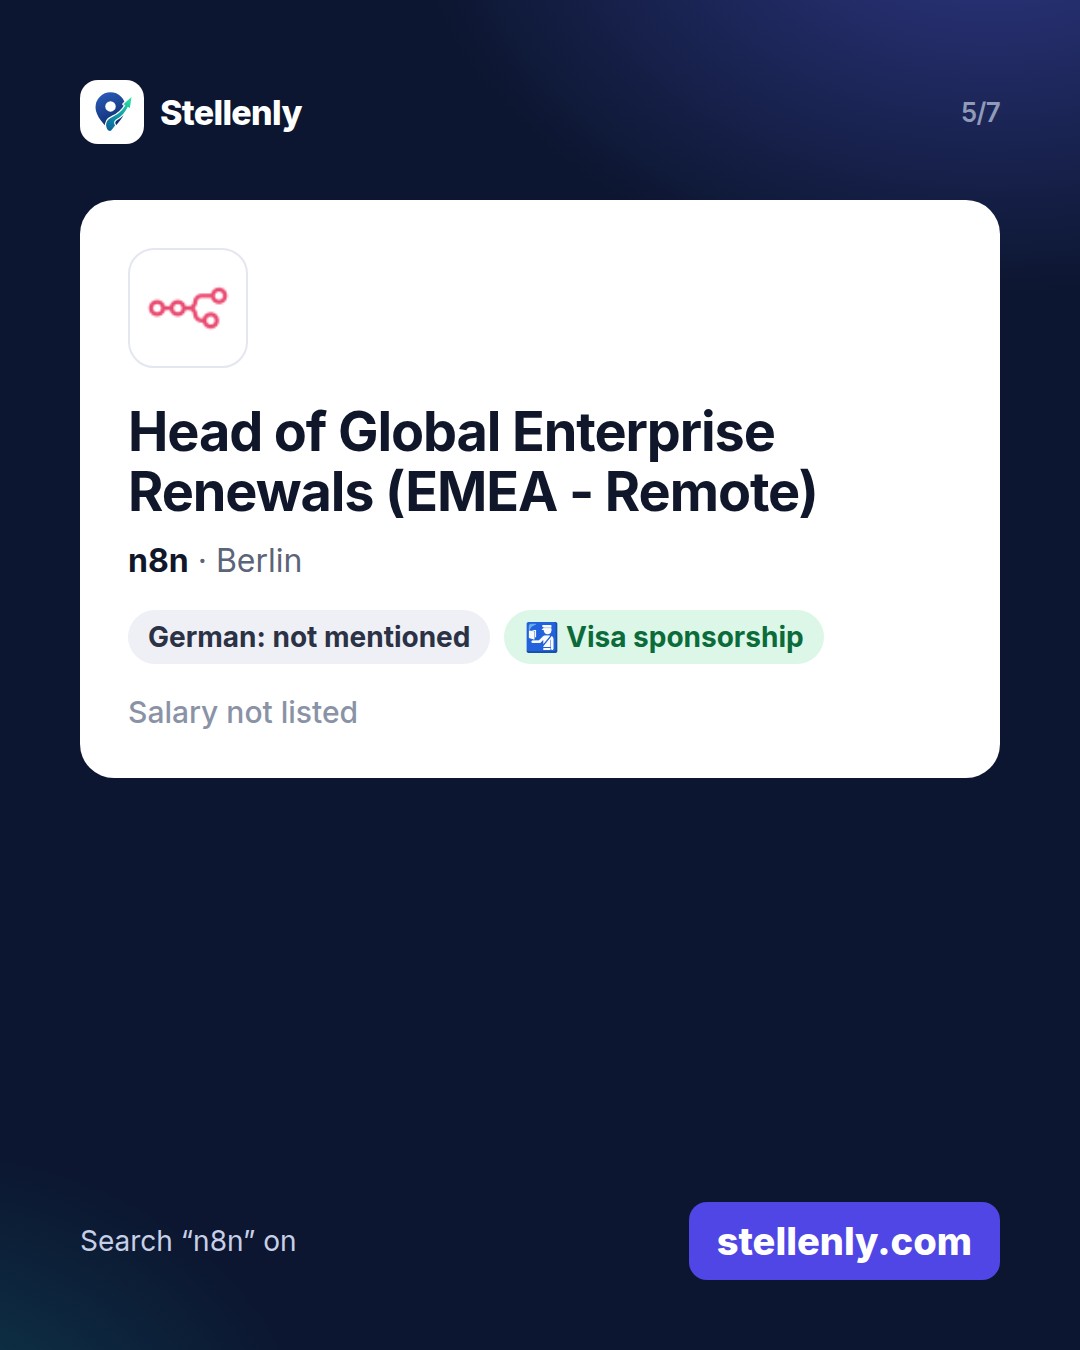 Stellenly
5/7
Head of Global Enterprise
Renewals (EMEA - Remote)
n8n · Berlin
German: not mentioned
🛂 Visa sponsorship
Salary not listed
Search “n8n” on
stellenly.com